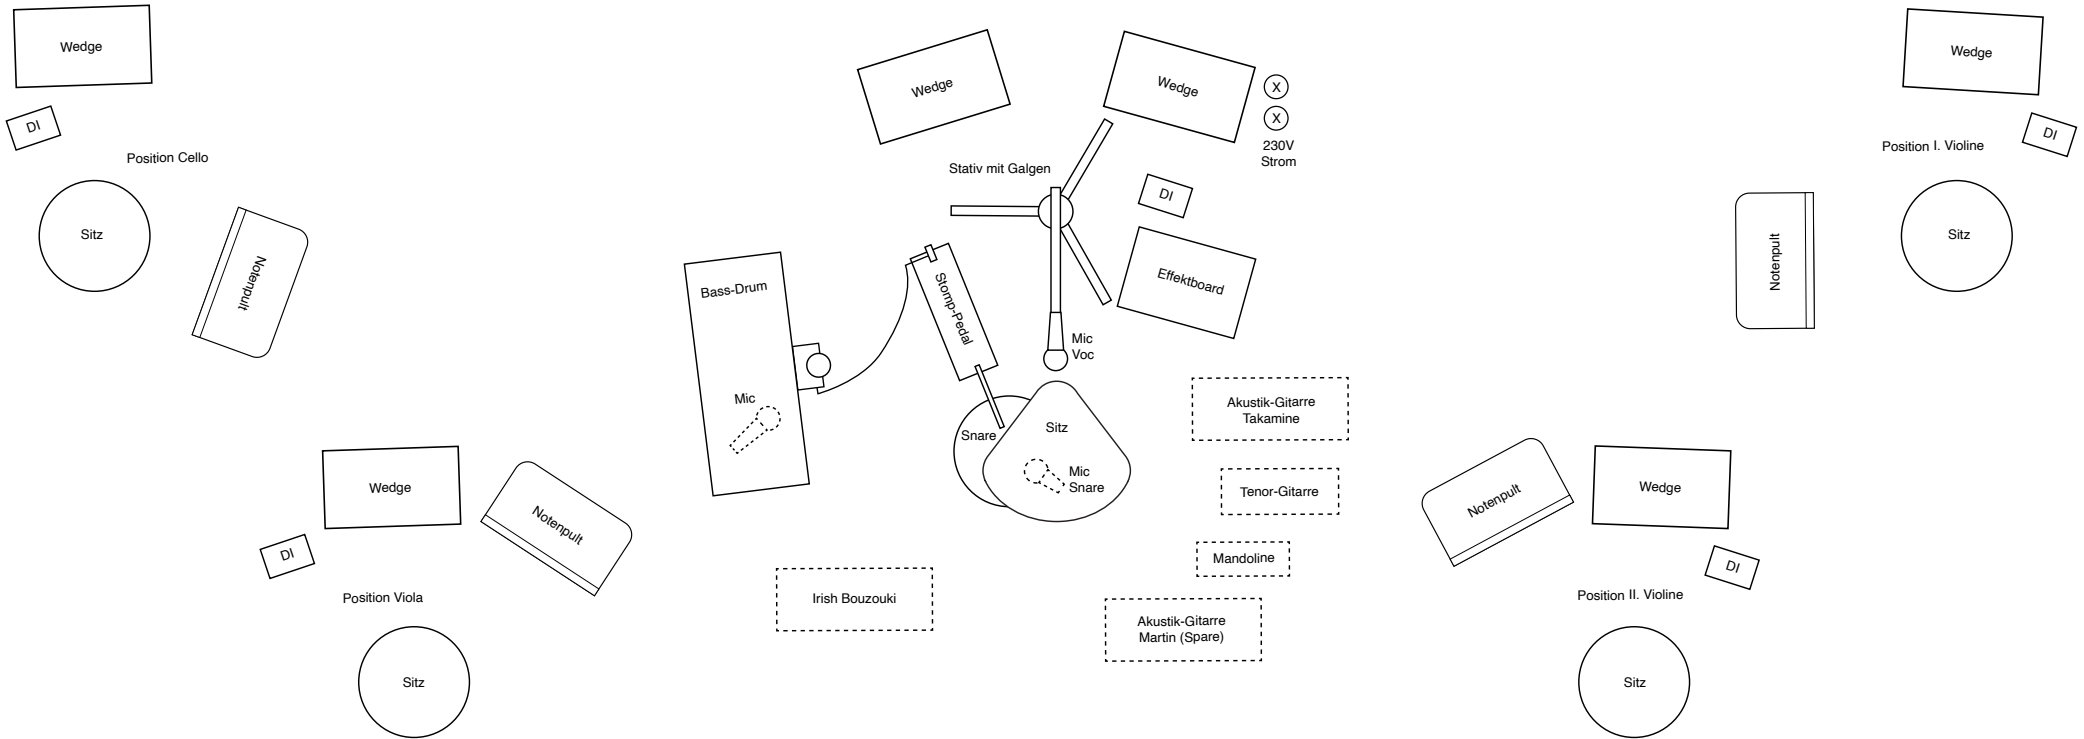 Wedge
DI
Position Cello
Sitz
Notenpult
Wedge
DI
Position Viola
Sitz
Notenpult
Wedge
Wedge
X
X
230V
Strom
Stativ mit Galgen
DI
Effektboard
Bass-Drum
Mic
Stomp-Pedal
Mic
Voc
Snare
Sitz
Mic
Snare
Akustik-Gitarre
Takamine
Tenor-Gitarre
Mandoline
Akustik-Gitarre
Martin (Spare)
Irish Bouzouki
Wedge
DI
Position I. Violine
Notenpult
Sitz
Notenpult
Wedge
DI
Position II. Violine
Sitz